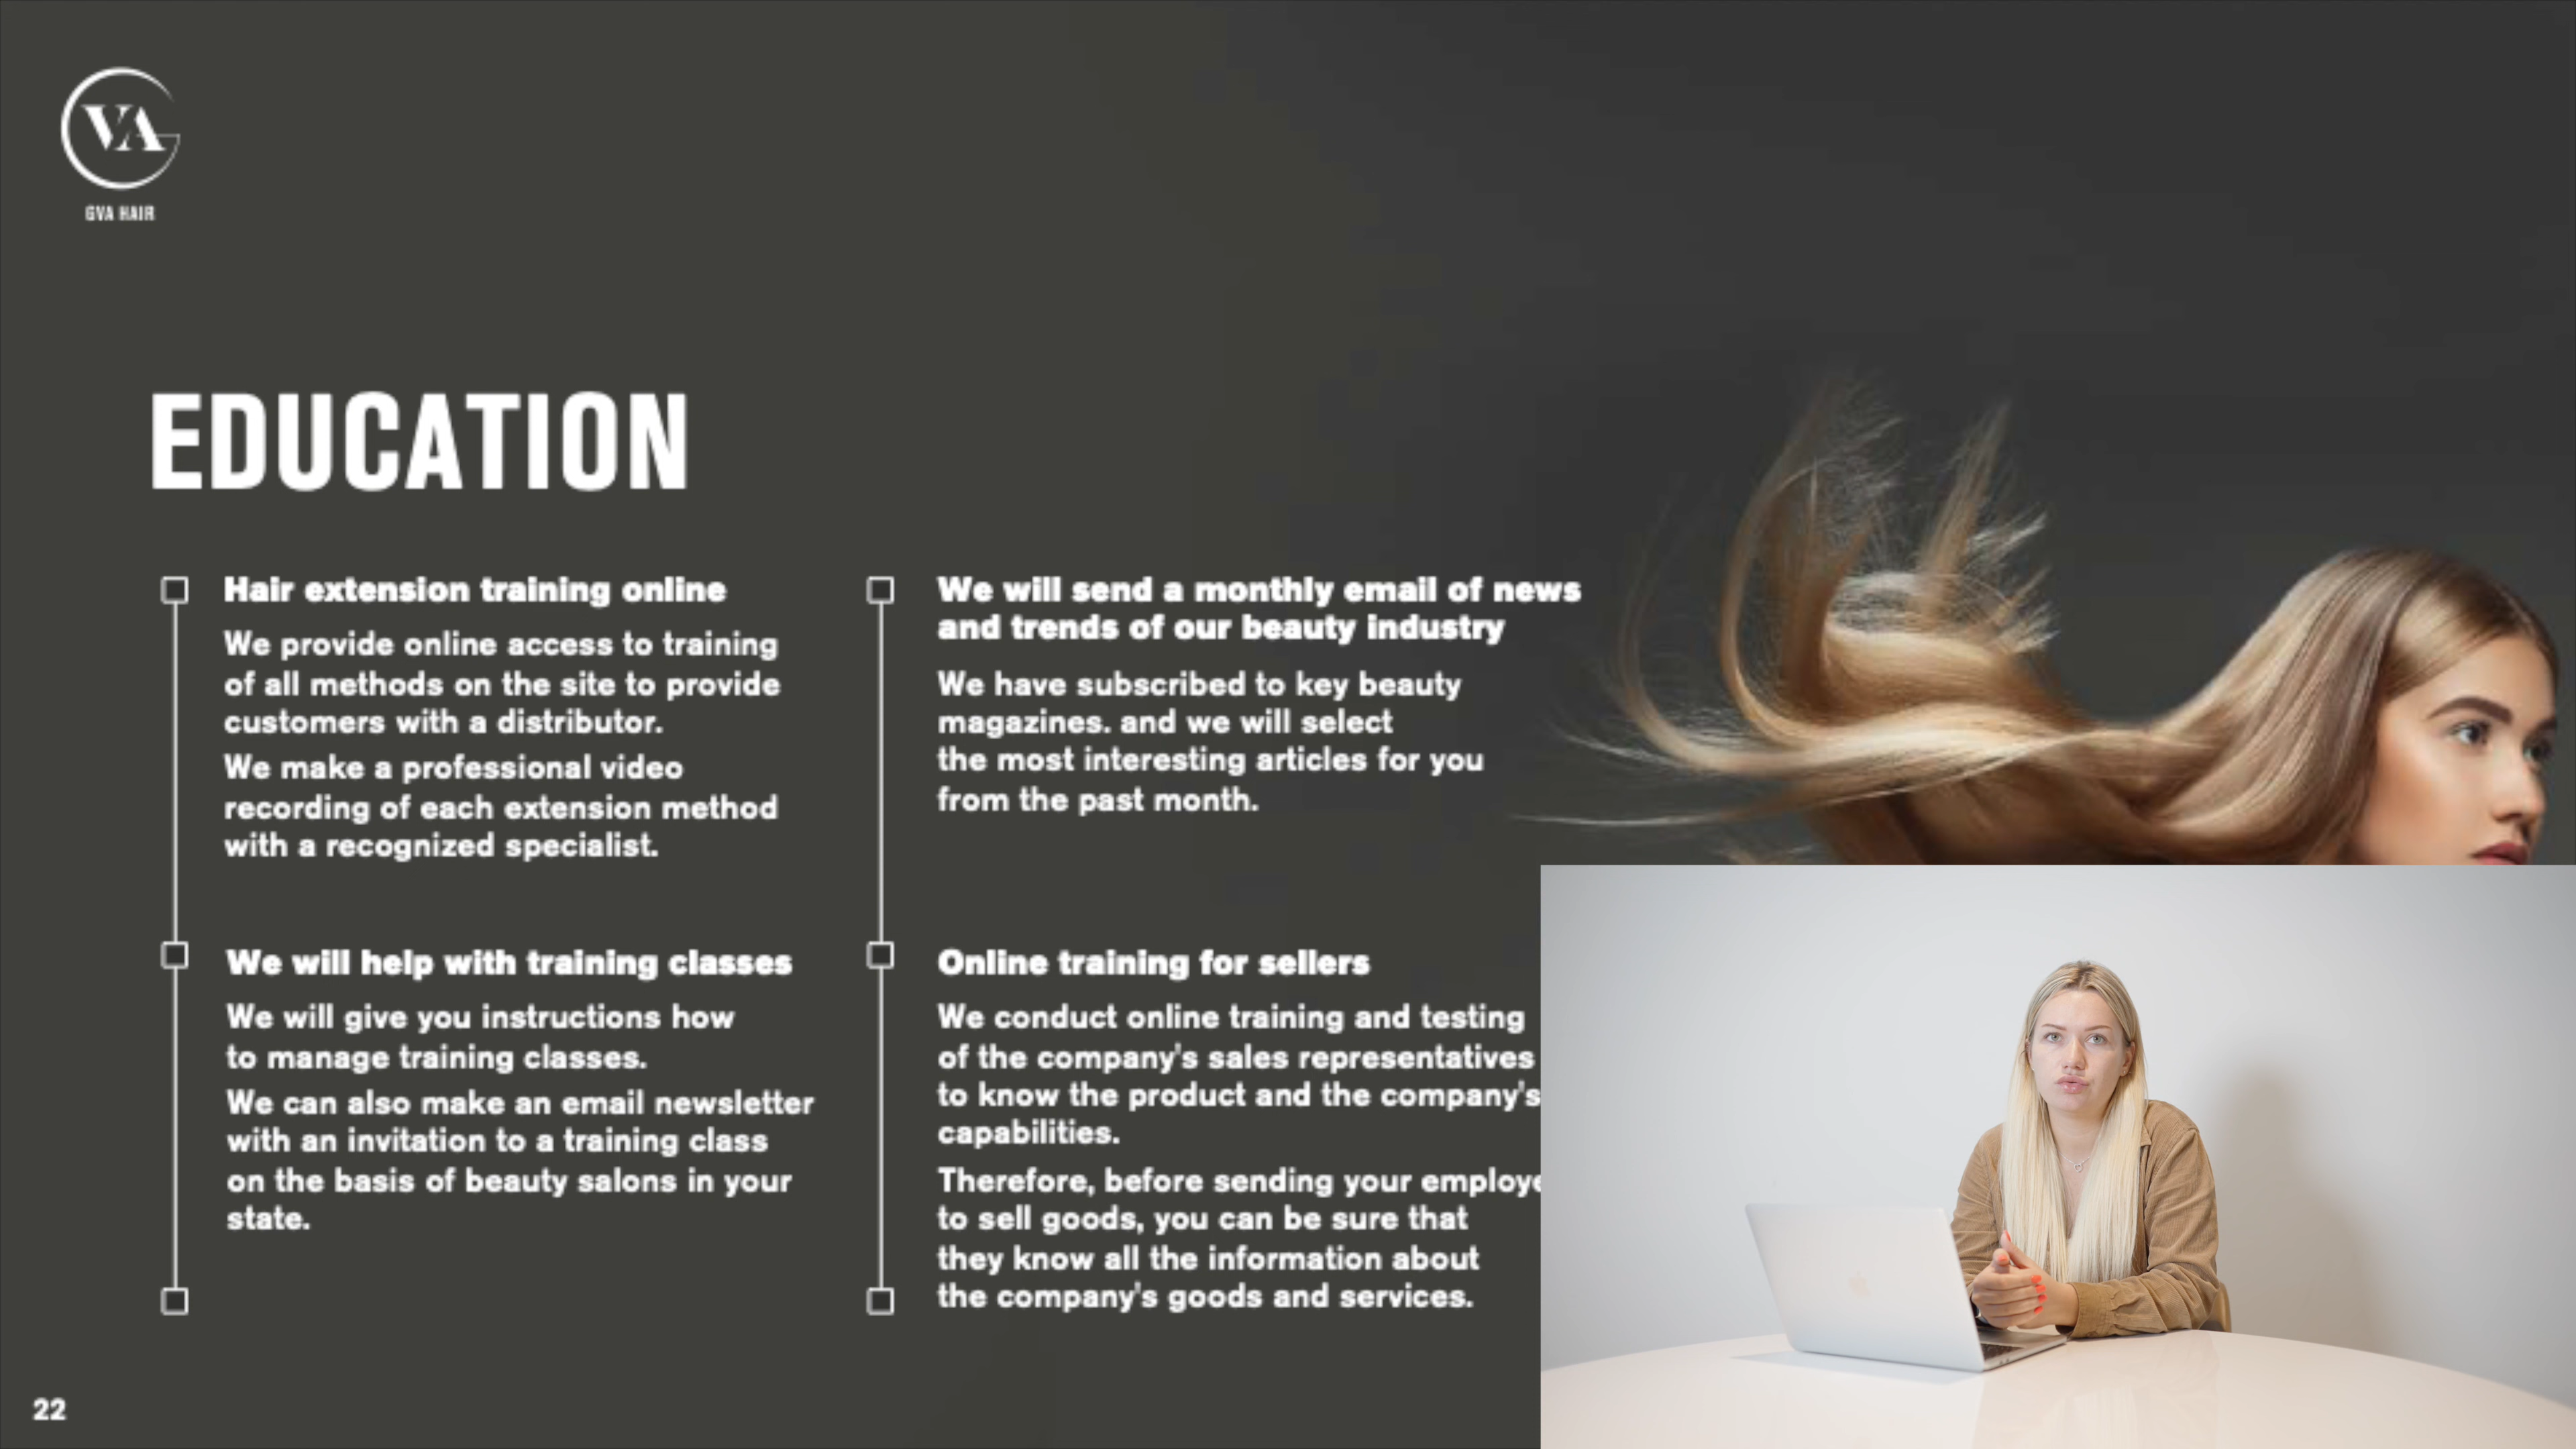 VA
GVA HAIR
EDUCATION
Hair extension training online
We provide online access to training
of all methods on the site to provide
customers with a distributor.
We make a professional video
recording of each extension method
with a recognized specialist.
We will help with training classes
We will give you instructions how
to manage training classes.
We can also make an email newsletter
with an invitation to a training class
on the basis of beauty salons in your
state.
We will send a monthly email of news
and trends of our beauty industry
We have subscribed to key beauty
magazines. and we will select
the most interesting articles for you
from the past month.
Online training for sellers
We conduct online training and testing
of the company's sales representatives
to know the product and the company's
capabilities.
Therefore, before sending your
to sell goods, you can be sure that
they know all the information about
the company's goods and services.
22